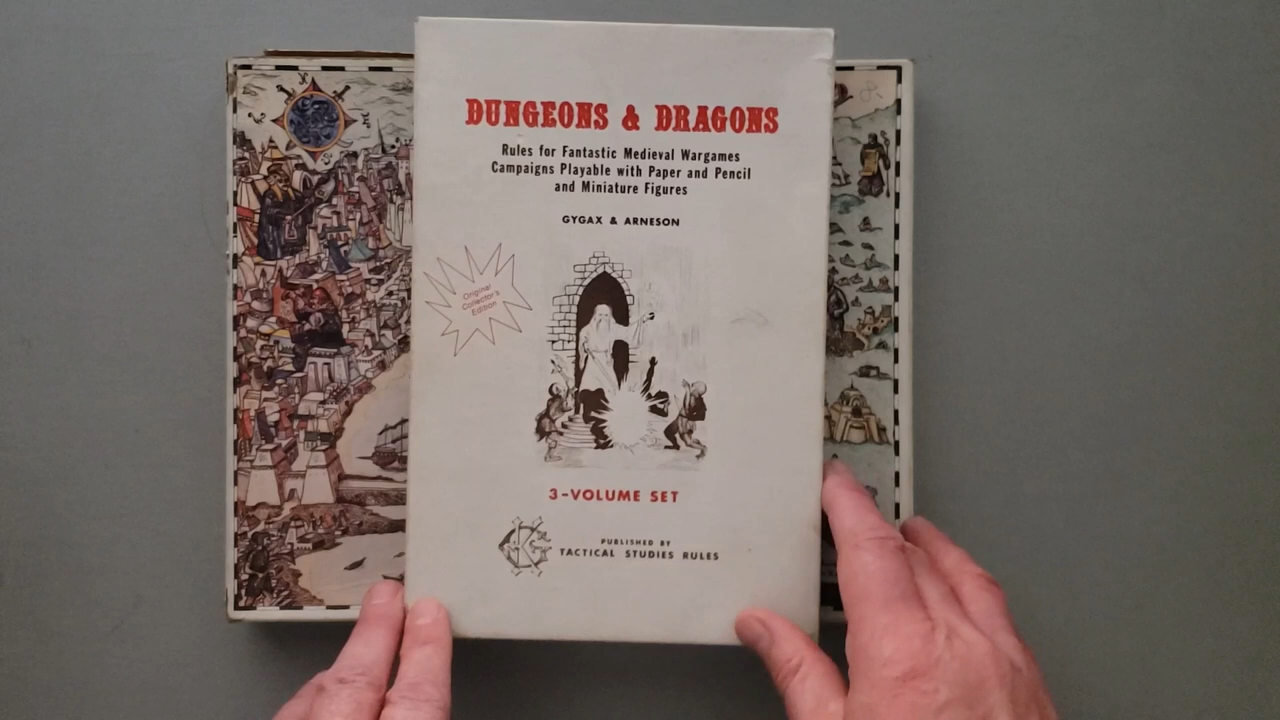 DUNGEONS & DRAGONS
Rules for Fantastic Medieval Wargames
Campaigns Playable with Paper and Pencil
and Miniature Figures
GYGAX & ARNESON
Original
Collector's
Edition
3-VOLUME SET
PUBLISHED BY
TACTICAL STUDIES RULES